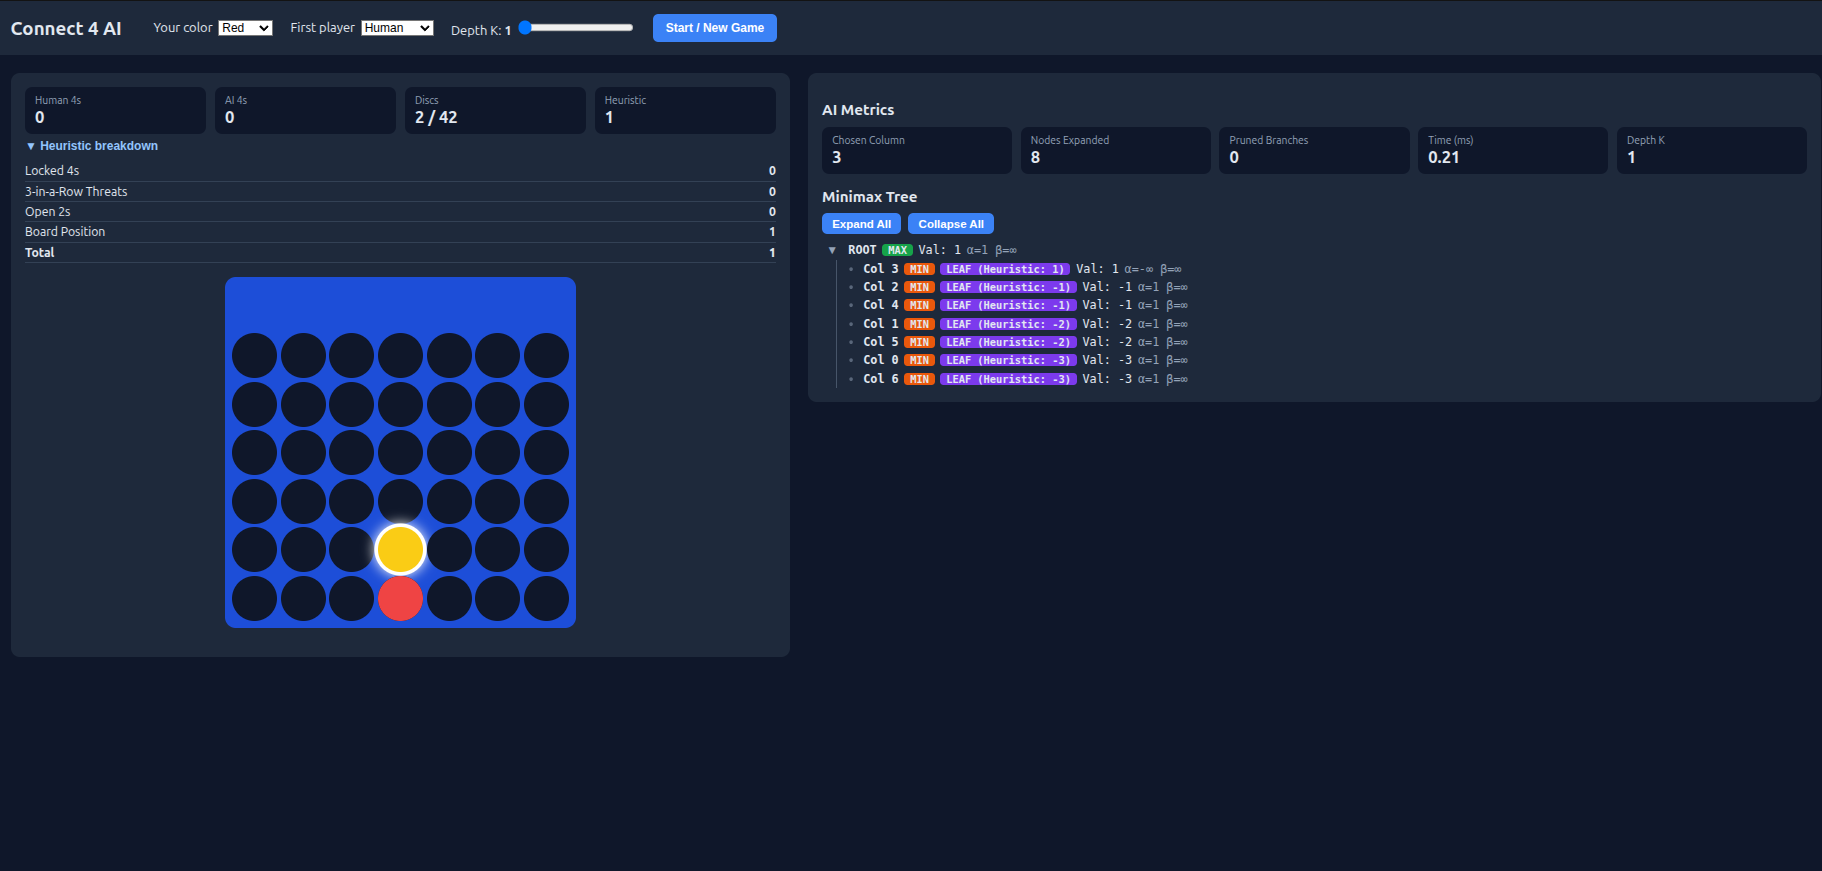 Connect 4 AI Your color Red First player Human Depth K: 1 Start / New Game
Human 4s AI 4s Discs Heuristic
0 0 2 / 42 1
▼ Heuristic breakdown
Locked 4s 0
3-in-a-Row Threats 0
Open 2s 0
Board Position 1
Total 1
AI Metrics
Chosen Column Nodes Expanded Pruned Branches Time (ms) Depth K
3 8 0 0.21 1
Minimax Tree
Expand All Collapse All
▼ ROOT MAX Val: 1 α=1 β=∞
• Col 3 MIN LEAF (Heuristic: 1) Val: 1 α=-∞ β=∞
• Col 2 MIN LEAF (Heuristic: -1) Val: -1 α=1 β=∞
• Col 4 MIN LEAF (Heuristic: -1) Val: -1 α=1 β=∞
• Col 1 MIN LEAF (Heuristic: -2) Val: -2 α=1 β=∞
• Col 5 MIN LEAF (Heuristic: -2) Val: -2 α=1 β=∞
• Col 0 MIN LEAF (Heuristic: -3) Val: -3 α=1 β=∞
• Col 6 MIN LEAF (Heuristic: -3) Val: -3 α=1 β=∞